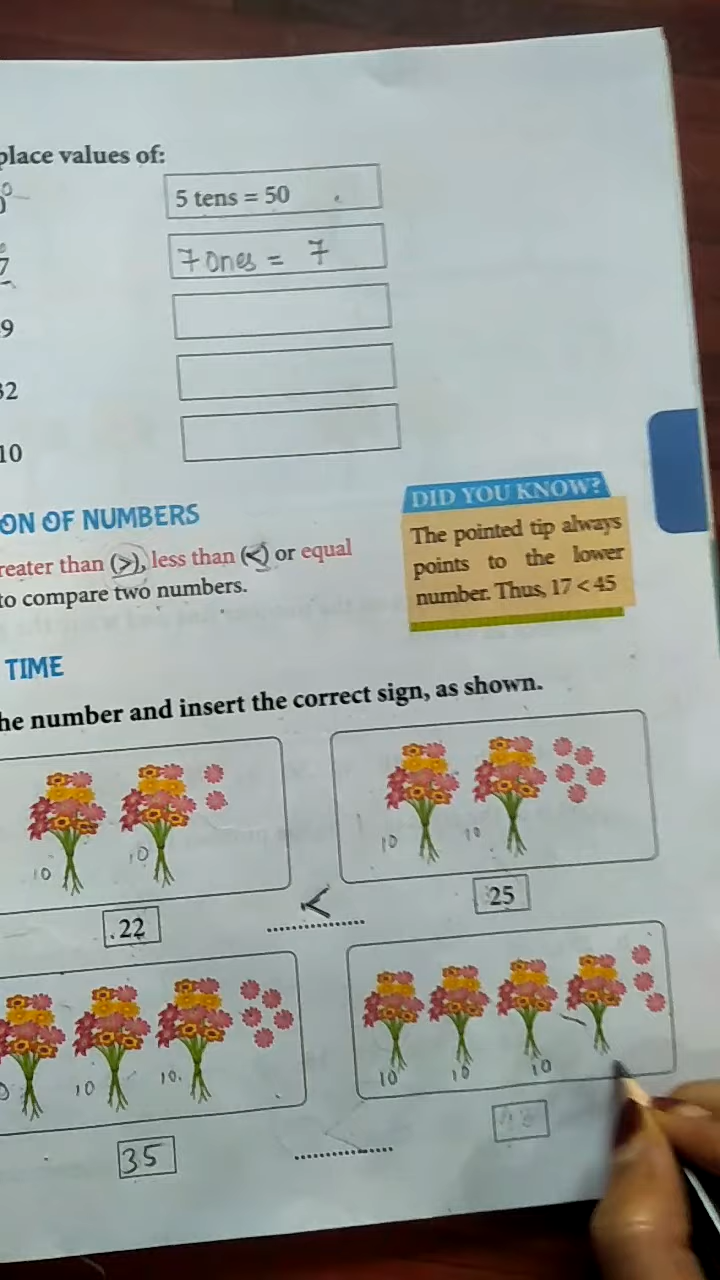 place values of:
5 tens = 50
7 7 ones = 7
9
32
10
ON OF NUMBERS
reater than (>), less than (<) or equal
to compare two numbers.
DID YOU KNOW?
The pointed tip always
points to the lower
number. Thus, 17 < 45
TIME
he number and insert the correct sign, as shown.
10 10 10 10
22 < 25
10 10 10 10 10
35